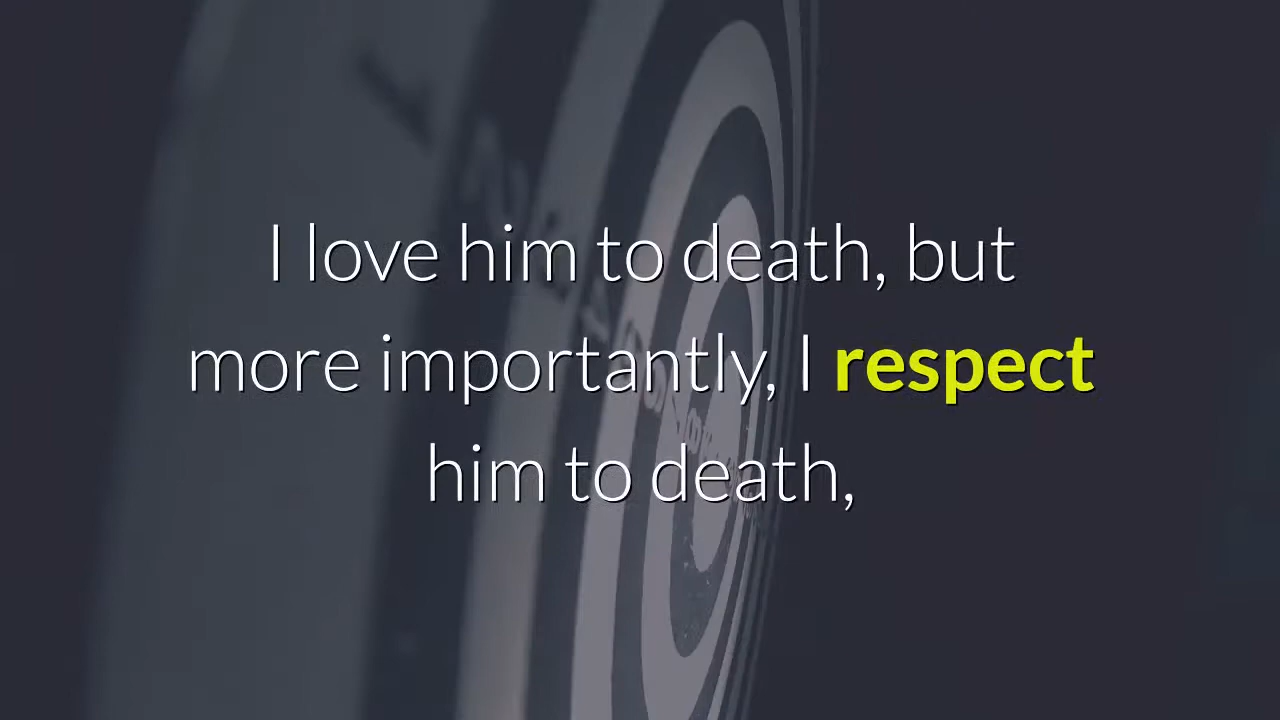 I love him to death, but
more importantly, I respect
him to death,